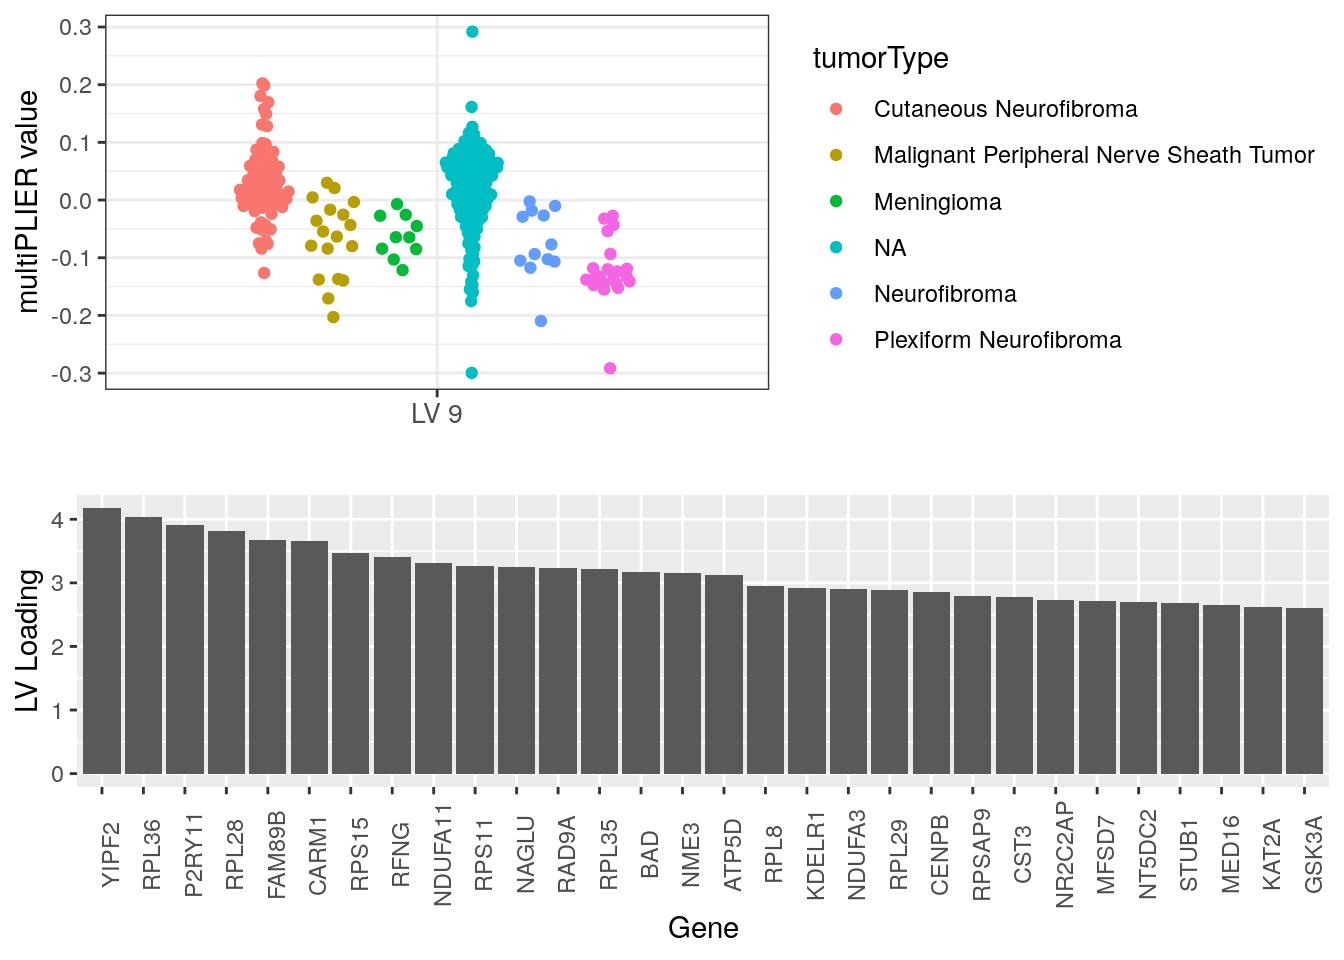 multiPLIER value
0.3
0.2
0.1
0.0
-0.1
-0.2
-0.3
LV 9
tumorType
Cutaneous Neurofibroma
Malignant Peripheral Nerve Sheath Tumor
Meningioma
NA
Neurofibroma
Plexiform Neurofibroma
LV Loading
4
3
2
1
0
YIPF2
RPL36
P2RY11
RPL28
FAM89B
CARM1
RPS15
RFNG
NDUFA11
RPS11
NAGLU
RAD9A
RPL35
BAD
NME3
ATP5D
RPL8
KDELR1
NDUFA3
RPL29
CENPB
RPSAP9
CST3
NR2C2AP
MFSD7
NT5DC2
STUB1
MED16
KAT2A
GSK3A
Gene